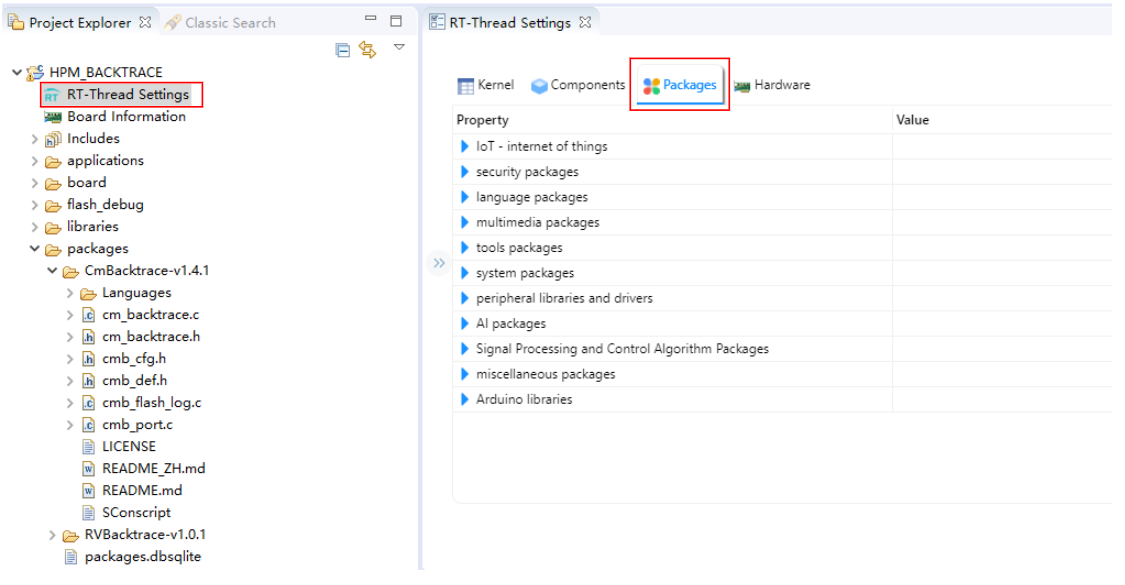 Project Explorer
Classic Search
HPM_BACKTRACE
RT-Thread Settings
Board Information
Includes
applications
board
flash_debug
libraries
packages
CmBacktrace-v1.4.1
Languages
cm_backtrace.c
cm_backtrace.h
cmb_cfg.h
cmb_def.h
cmb_flash_log.c
cmb_port.c
LICENSE
README_ZH.md
README.md
SConscript
RVBacktrace-v1.0.1
packages.dbsqlite
RT-Thread Settings
Kernel Components Packages Hardware
Property Value
IoT - internet of things
security packages
language packages
multimedia packages
tools packages
system packages
peripheral libraries and drivers
AI packages
Signal Processing and Control Algorithm Packages
miscellaneous packages
Arduino libraries